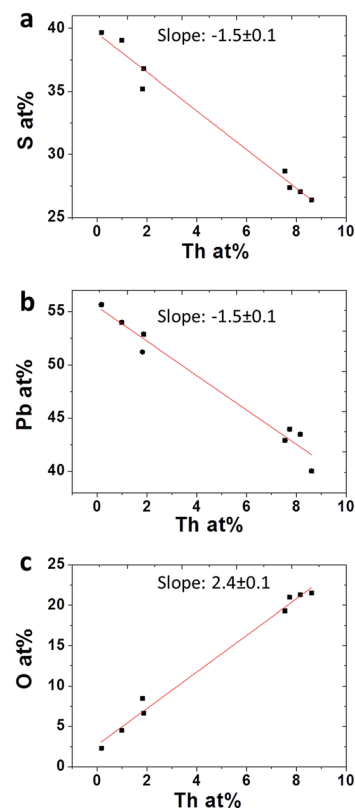 a
Slope: -1.5±0.1
S at%
40
35
30
25
0 2 4 6 8 10
Th at%
b
Slope: -1.5±0.1
Pb at%
55
50
45
40
0 2 4 6 8 10
Th at%
c
Slope: 2.4±0.1
O at%
25
20
15
10
5
0
0 2 4 6 8 10
Th at%